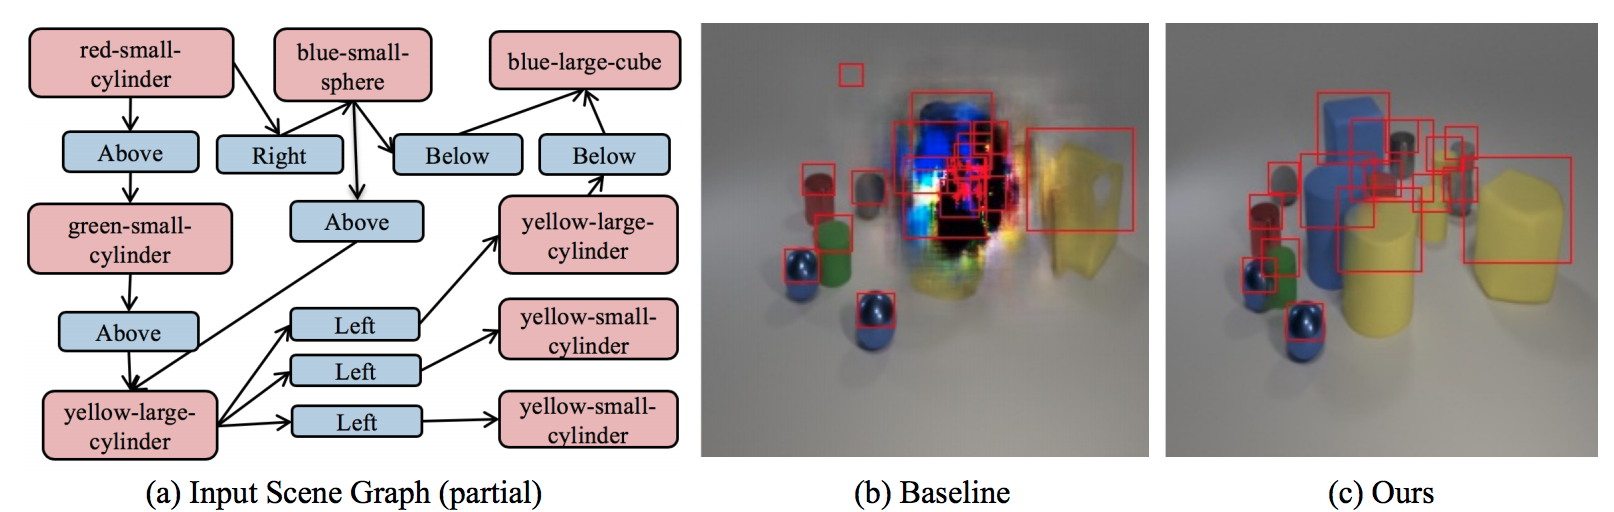 red-small-
cylinder
blue-small-
sphere
blue-large-cube
Above
Right
Below
Below
green-small-
cylinder
Above
yellow-large-
cylinder
Above
Left
yellow-small-
cylinder
Left
yellow-large-
cylinder
Left
yellow-small-
cylinder
(a) Input Scene Graph (partial)
(b) Baseline
(c) Ours